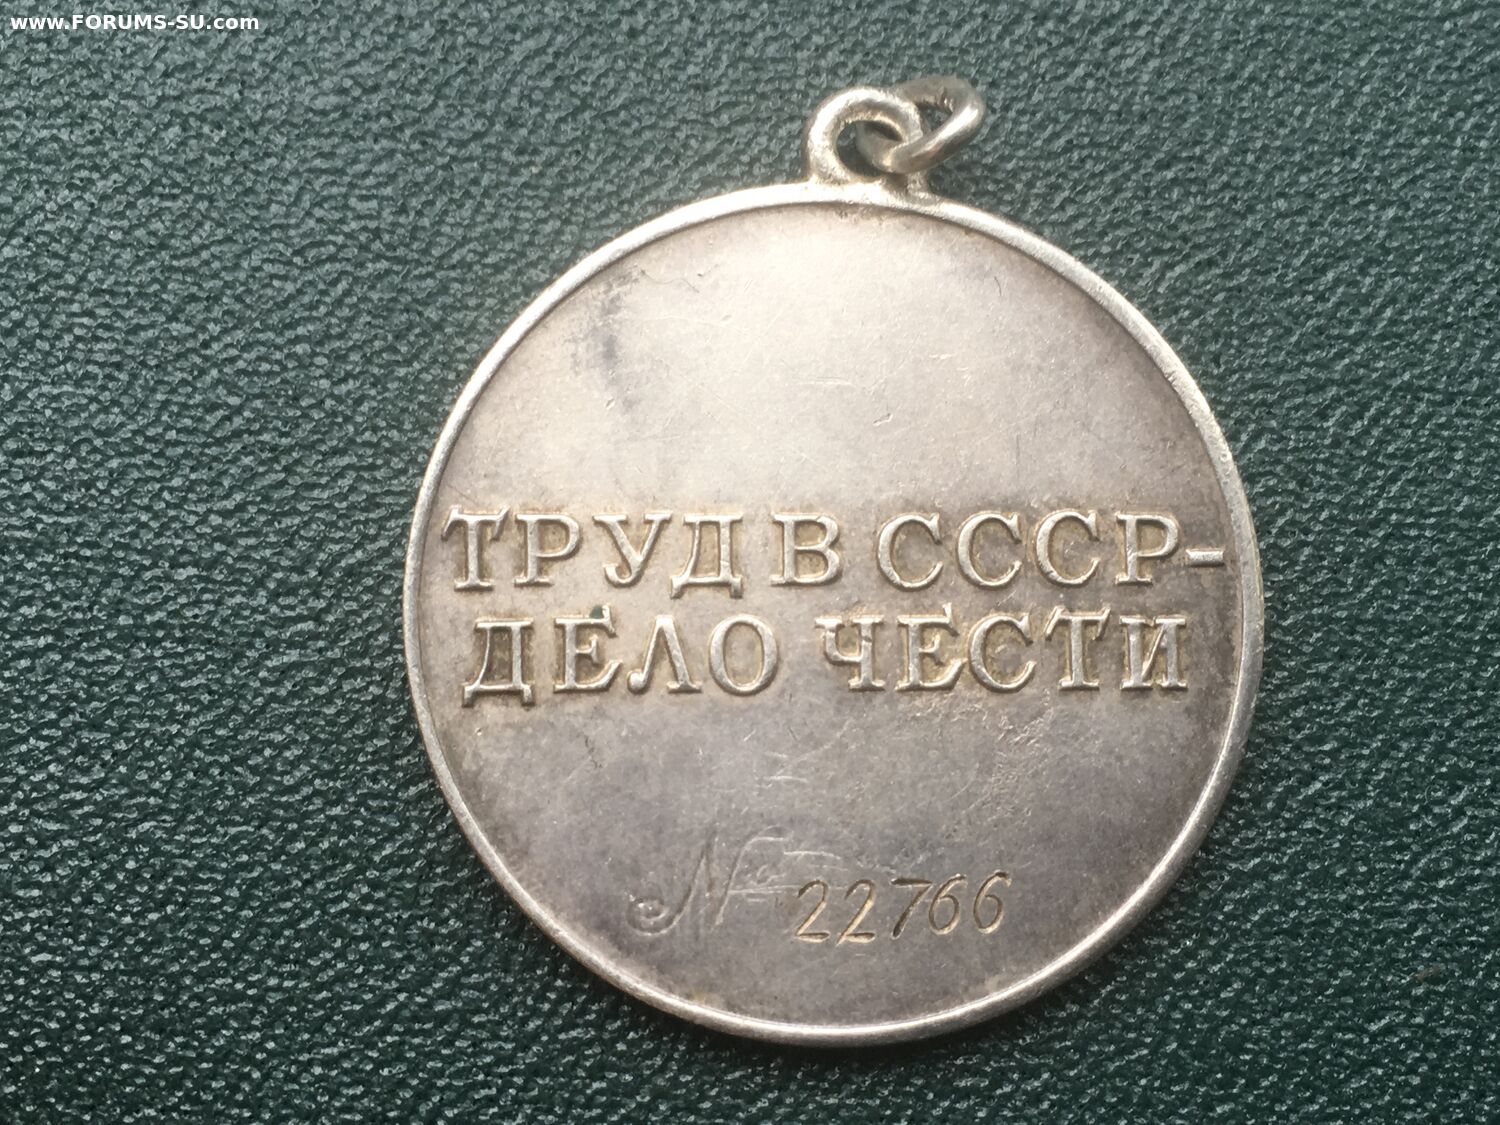 www.FORUMS-SU.com
ТРУД В СССР-
ДЕЛО ЧЕСТИ
№ 22766